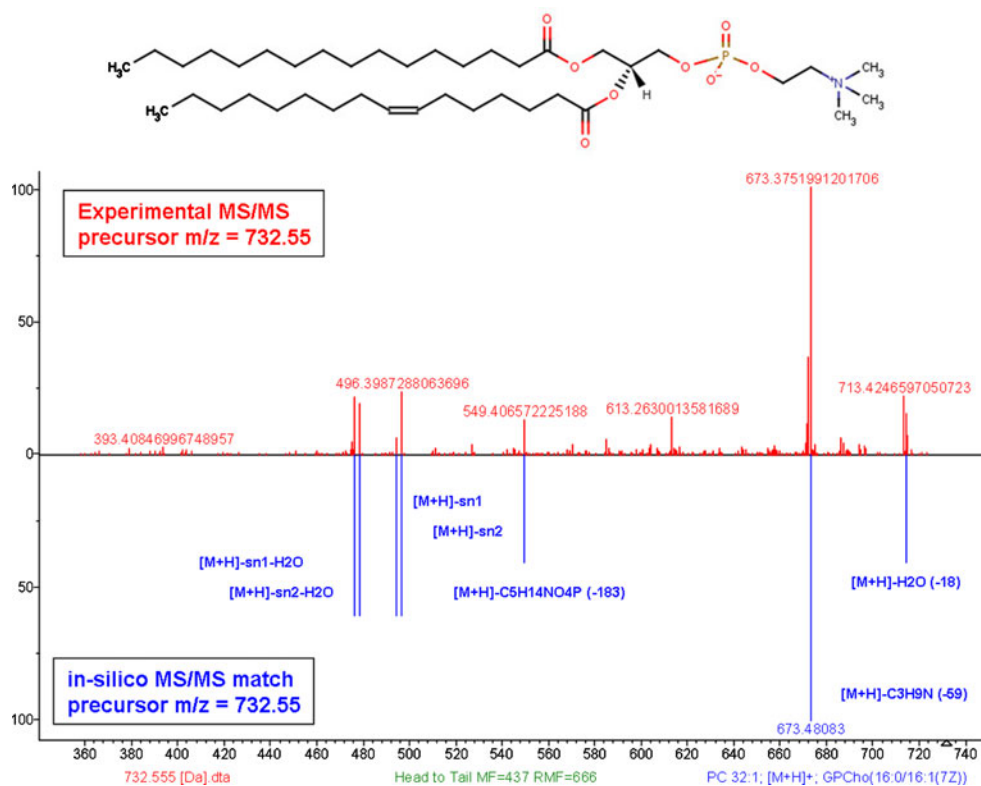 O
O
H₃C
O
O
P
O
O
O⁻
N⁺
CH₃
CH₃
CH₃
H
H₃C
O
O
100
50
0
50
100
Experimental MS/MS
precursor m/z = 732.55
673.3751991201706
496.3987288063696
549.406572225188
613.2630013581689
713.4246597050723
393.40846996748957
[M+H]-sn1
[M+H]-sn2
[M+H]-sn1-H2O
[M+H]-sn2-H2O
[M+H]-C5H14NO4P (-183)
[M+H]-H2O (-18)
in-silico MS/MS match
precursor m/z = 732.55
[M+H]-C3H9N (-59)
673.48083
360 380 400 420 440 460 480 500 520 540 560 580 600 620 640 660 680 700 720 740
732.555 [Da].dta Head to Tail MF=437 RMF=666 PC 32:1; [M+H]+; GPCho(16:0/16:1(7Z))